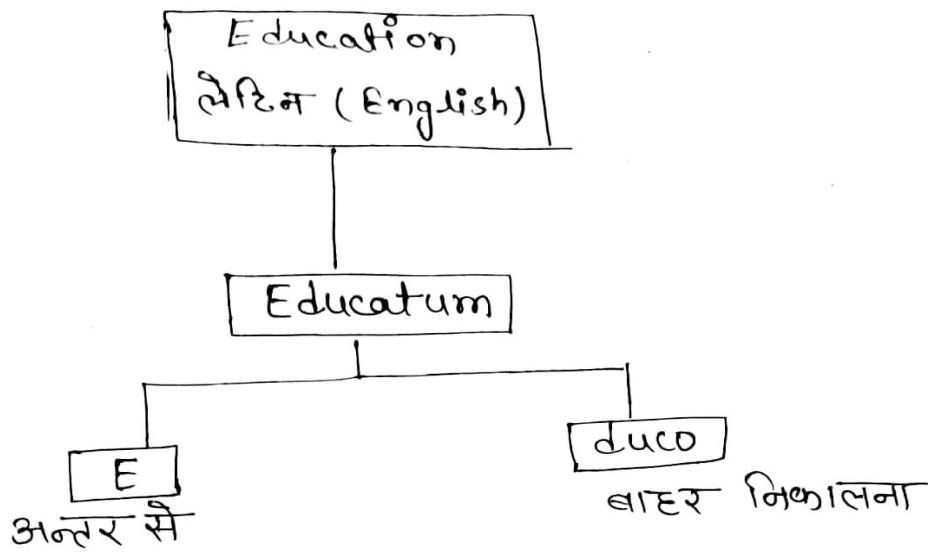 Education
लैटिन (English)
Educatum
E
duco
अन्तर से
बाहर निकालना